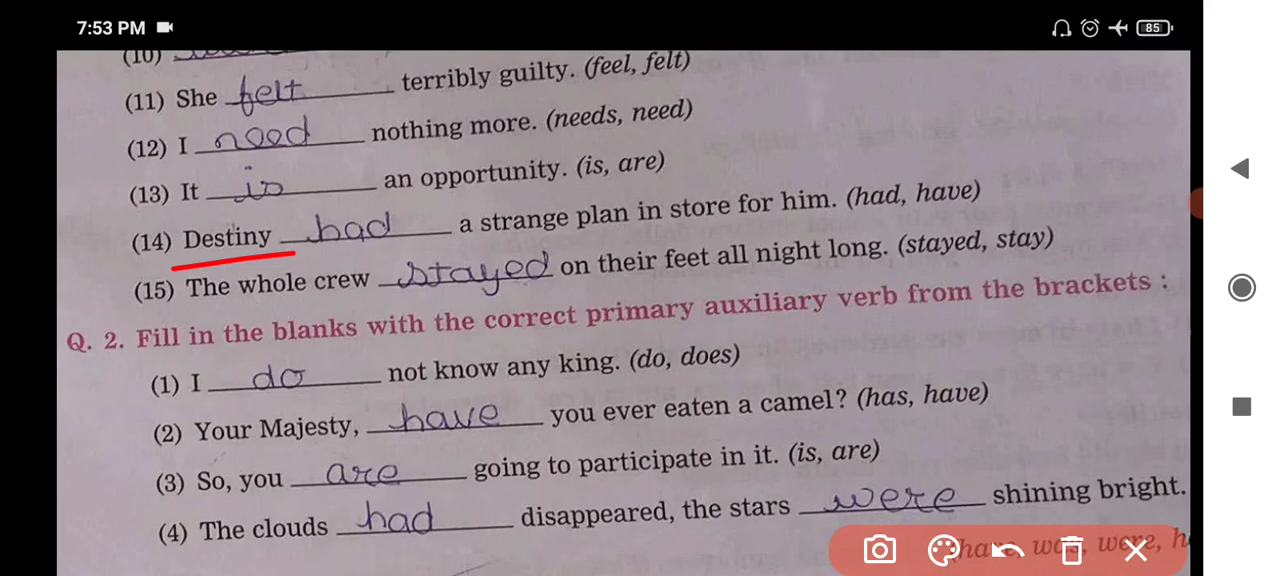 7:53 PM 85
(10)
(11) She felt terribly guilty. (feel, felt)
(12) I need nothing more. (needs, need)
(13) It is an opportunity. (is, are)
(14) Destiny had a strange plan in store for him. (had, have)
(15) The whole crew stayed on their feet all night long. (stayed, stay)
Q. 2. Fill in the blanks with the correct primary auxiliary verb from the brackets :
(1) I do not know any king. (do, does)
(2) Your Majesty, have you ever eaten a camel? (has, have)
(3) So, you are going to participate in it. (is, are)
(4) The clouds had disappeared, the stars were shining bright.
(have, was, were, h